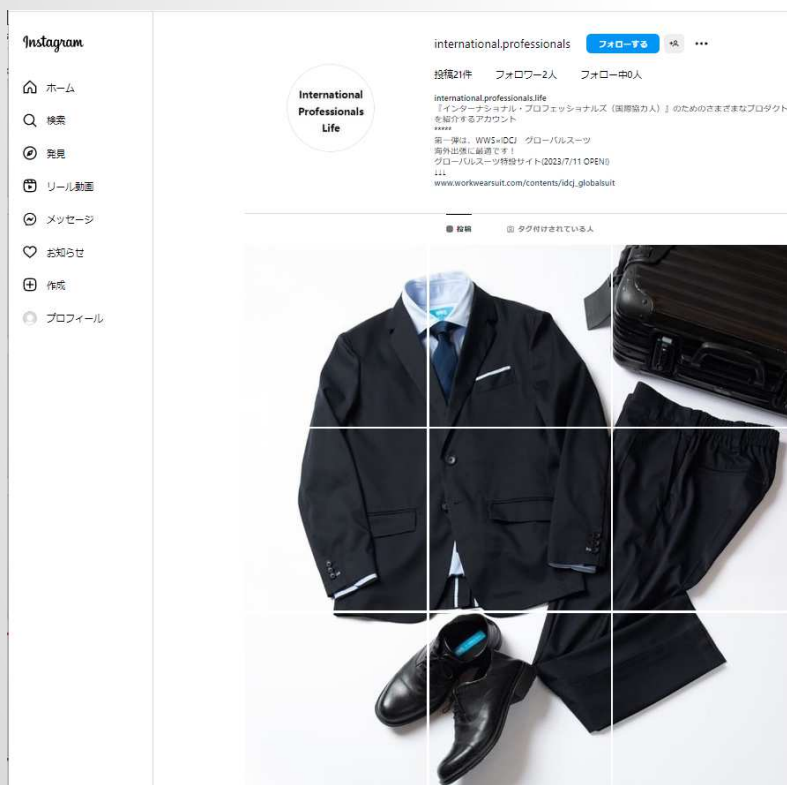 Instagram
ホーム
検索
発見
リール動画
メッセージ
お知らせ
作成
プロフィール
International
Professionals
Life
international.professionals フォローする
投稿21件 フォロワー2人 フォロー中0人
international.professionals.life
『インターナショナル・プロフェッショナルズ（国際協力人）』のためのさまざまなプロダクト
を紹介するアカウント
*****
第一弾は、WWS×IDCJ グローバルスーツ
海外出張に最適です！
グローバルスーツ特設サイト(2023/7/11 OPEN!)
↓↓↓
www.workwearsuit.com/contents/idcj_globalsuit
投稿 タグ付けされている人